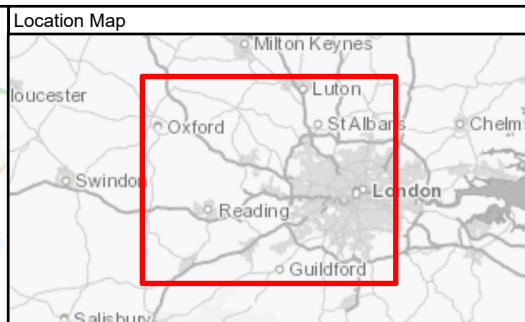 Location Map
Milton Keynes
loucester
Luton
Oxford
St Albans
Chelm
Swindon
London
Reading
Guildford
Salisbury